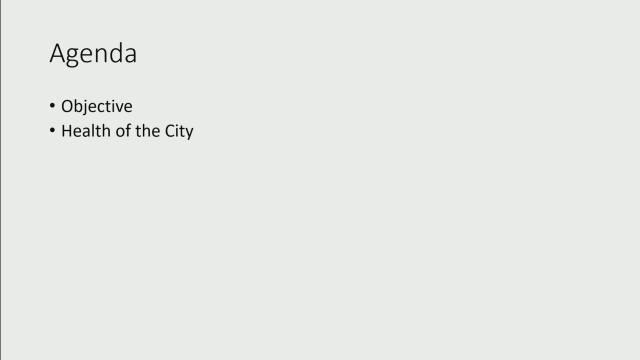 Agenda
• Objective
• Health of the City